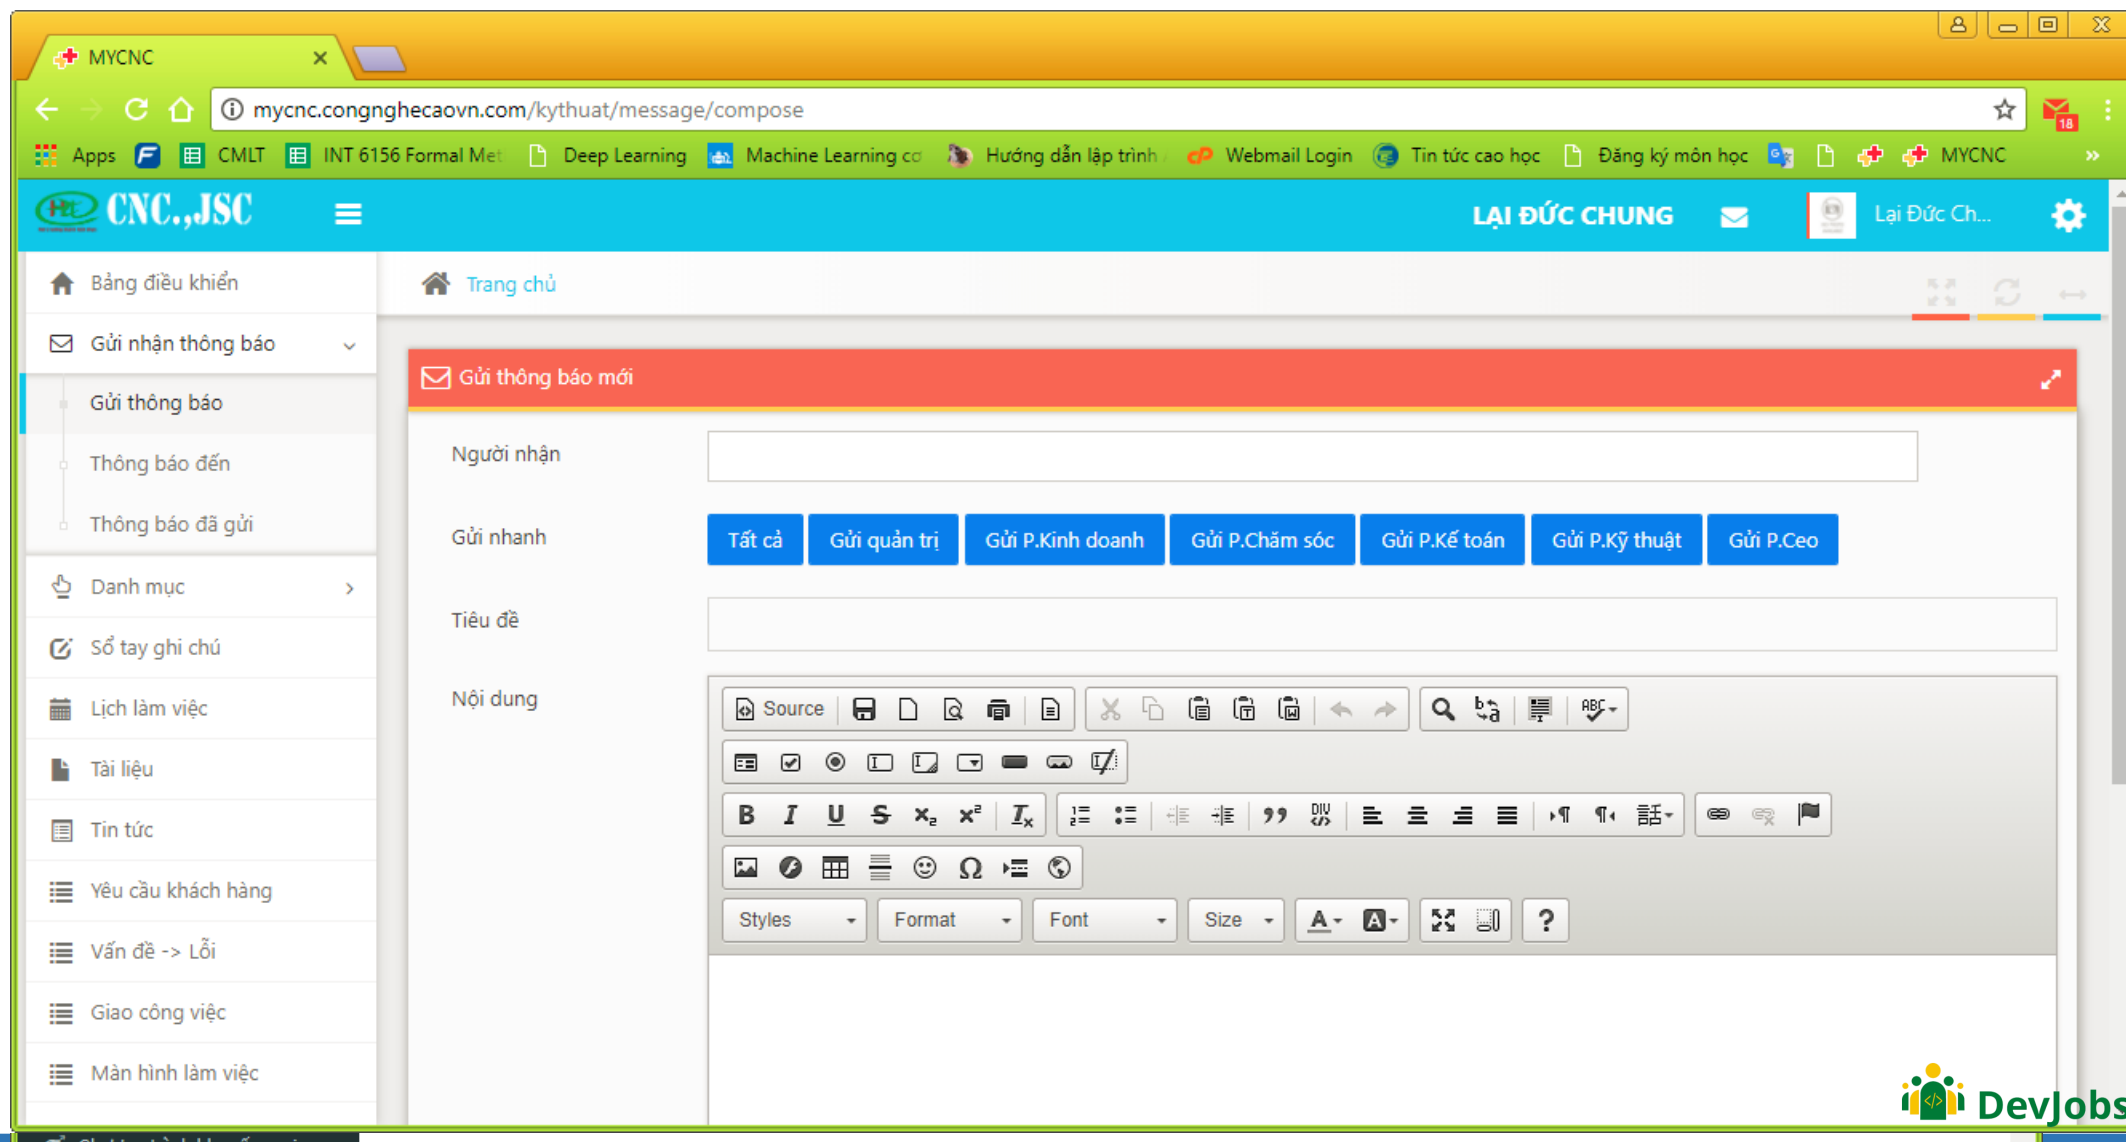 MYCNC
mycnc.congnghecaovn.com/kythuat/message/compose
18
Apps CMLT INT 6156 Formal Met Deep Learning Machine Learning cơ Hướng dẫn lập trình Webmail Login Tin tức cao học Đăng ký môn học MYCNC »
CNC.,JSC
LẠI ĐỨC CHUNG
Lại Đức Ch...
Bảng điều khiển
Gửi nhận thông báo
Gửi thông báo
Thông báo đến
Thông báo đã gửi
Danh mục
Sổ tay ghi chú
Lịch làm việc
Tài liệu
Tin tức
Yêu cầu khách hàng
Vấn đề -> Lỗi
Giao công việc
Màn hình làm việc
Trang chủ
Gửi thông báo mới
Người nhận
Gửi nhanh
Tất cả Gửi quản trị Gửi P.Kinh doanh Gửi P.Chăm sóc Gửi P.Kế toán Gửi P.Kỹ thuật Gửi P.Ceo
Tiêu đề
Nội dung
Source
Styles Format Font Size
DevJobs